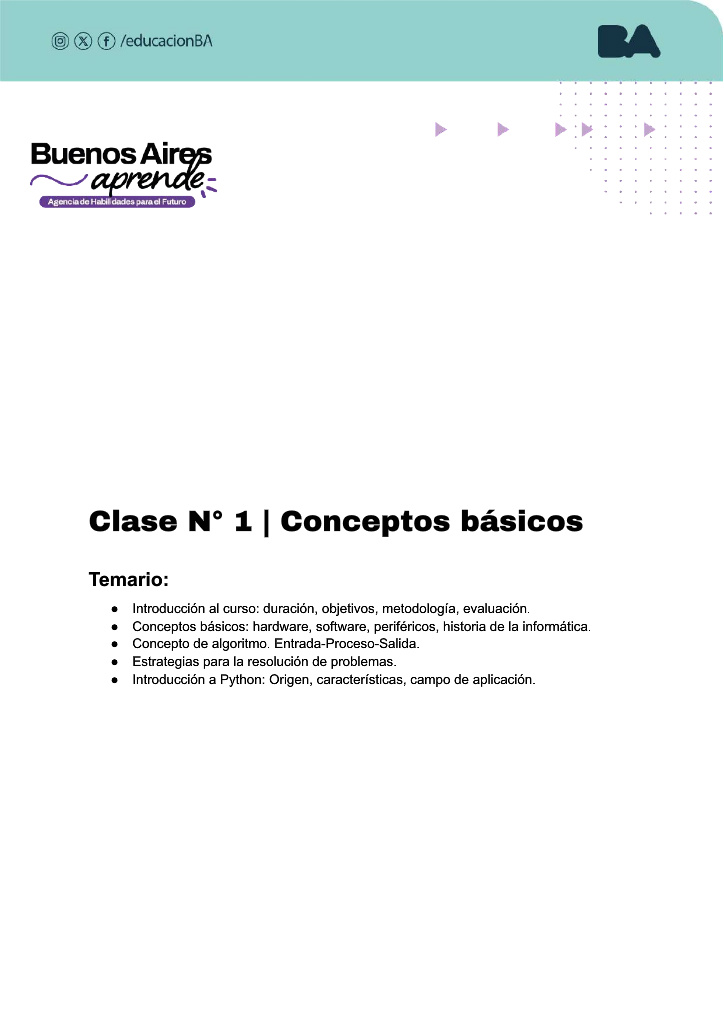 /educacionBA
BA
Buenos Aires
aprende
Agencia de Habilidades para el Futuro
Clase N° 1 | Conceptos básicos
Temario:
● Introducción al curso: duración, objetivos, metodología, evaluación.
● Conceptos básicos: hardware, software, periféricos, historia de la informática.
● Concepto de algoritmo. Entrada-Proceso-Salida.
● Estrategias para la resolución de problemas.
● Introducción a Python: Origen, características, campo de aplicación.